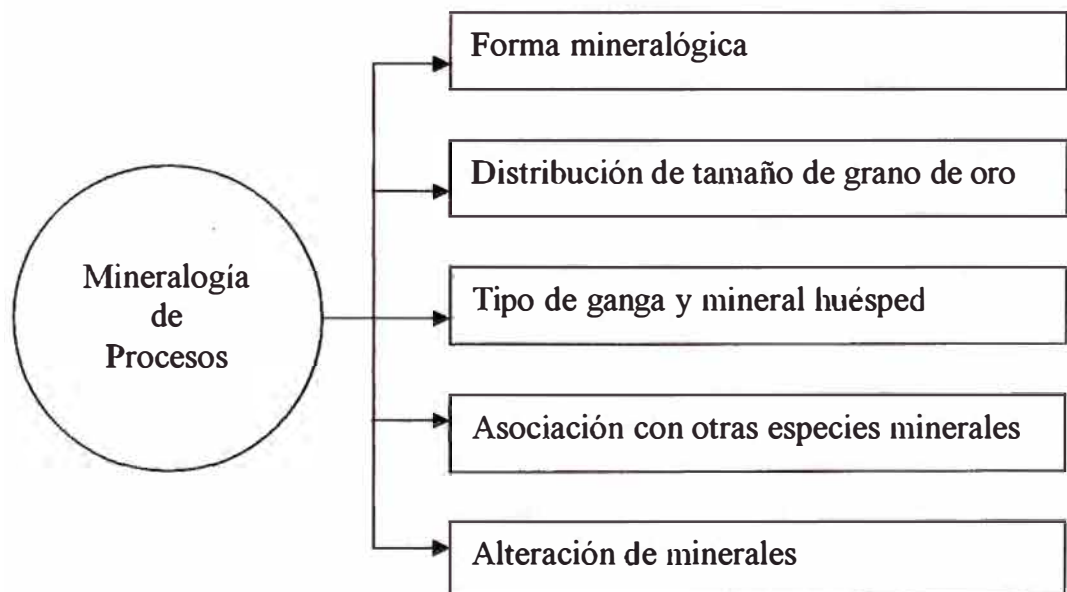 Mineralogía
de
Procesos
Forma mineralógica
Distribución de tamaño de grano de oro
Tipo de ganga y mineral huésped
Asociación con otras especies minerales
Alteración de minerales